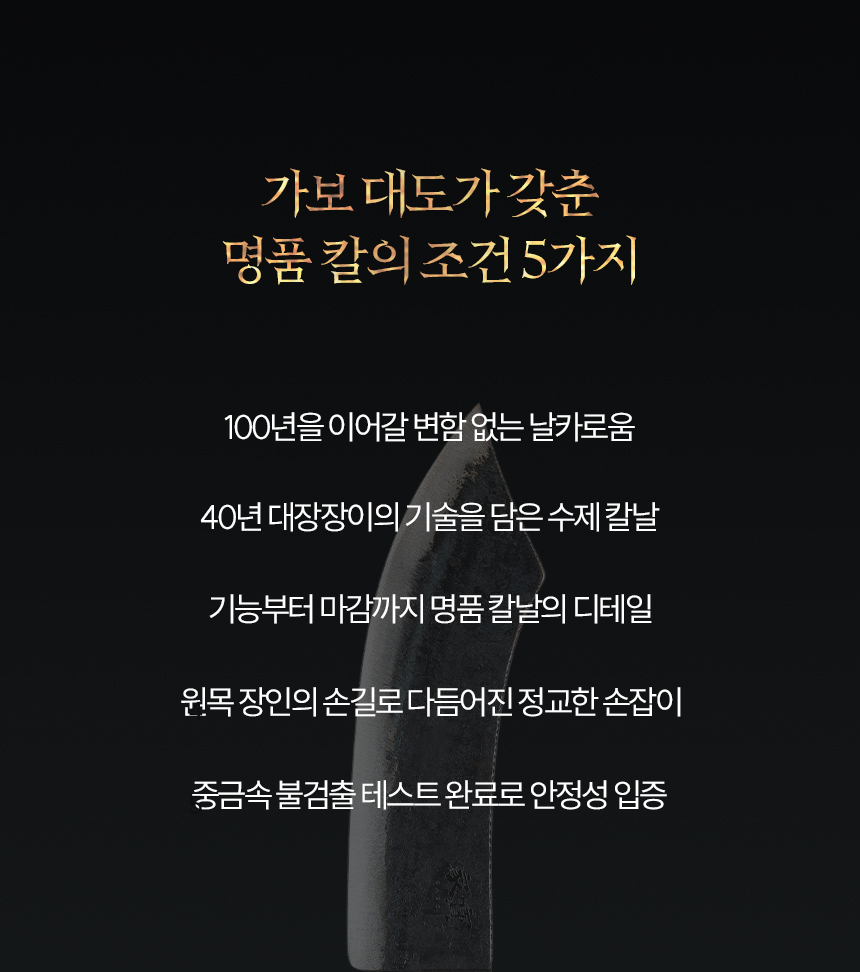 가보 대도가 갖춘
명품 칼의 조건 5가지
100년을 이어갈 변함 없는 날카로움
40년 대장장이의 기술을 담은 수제 칼날
기능부터 마감까지 명품 칼날의 디테일
원목 장인의 손길로 다듬어진 정교한 손잡이
중금속 불검출 테스트 완료로 안정성 입증